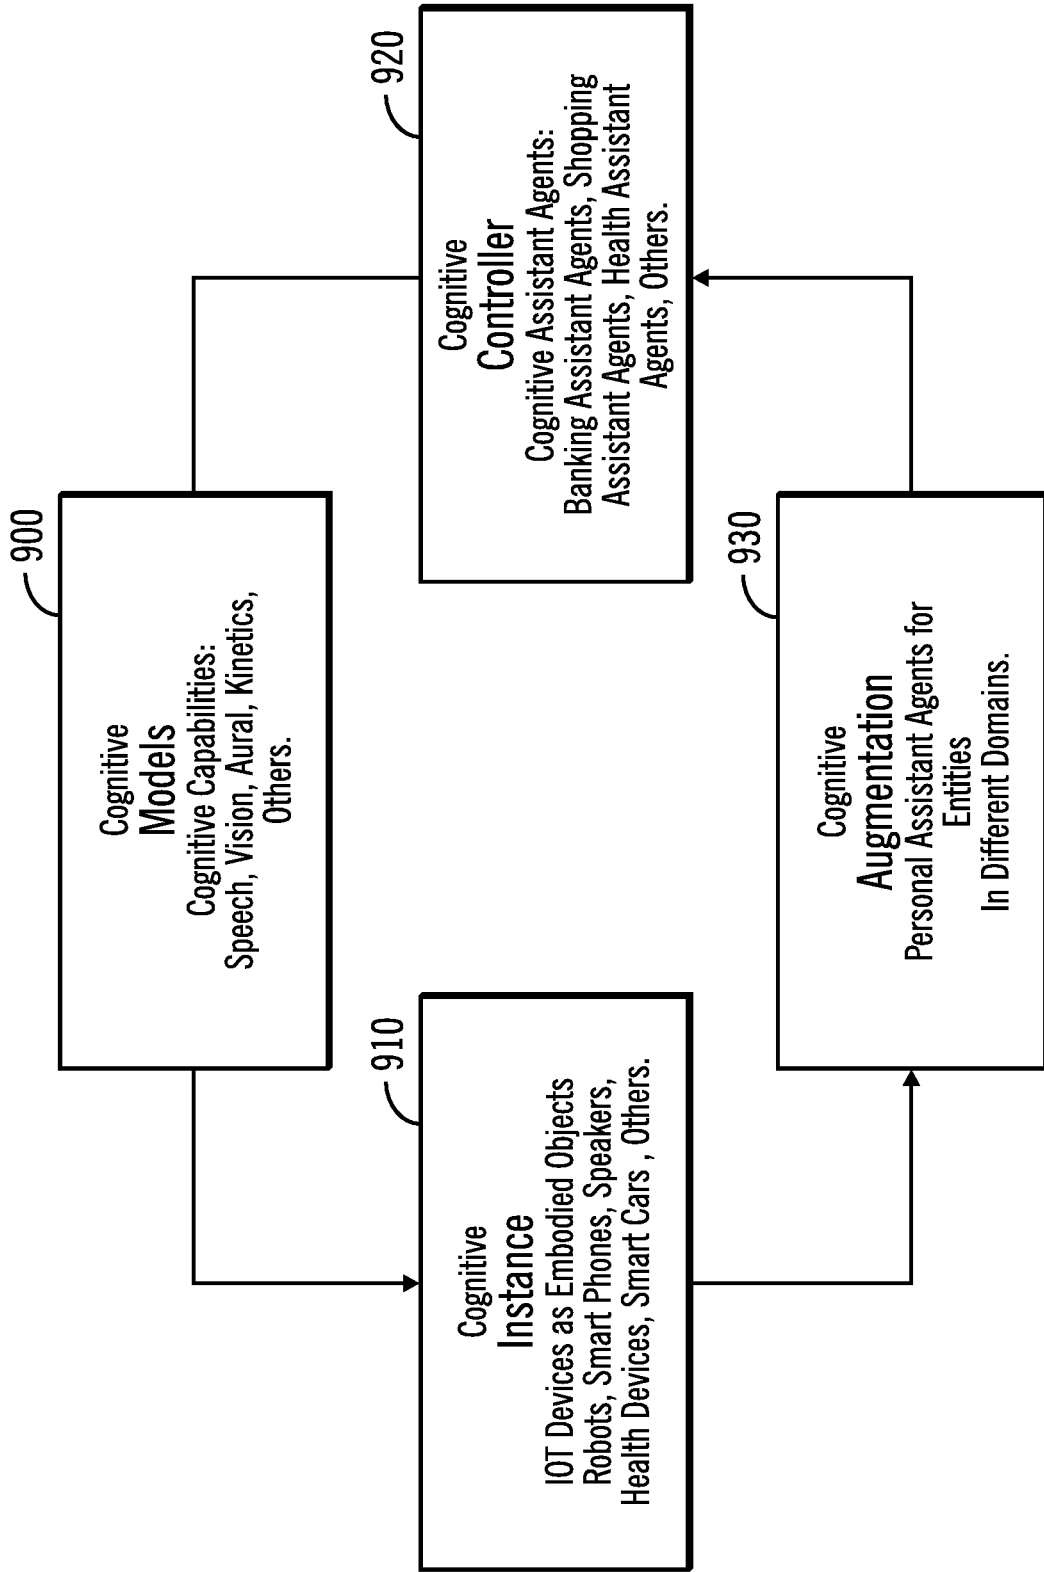 900
Cognitive
Models
Cognitive Capabilities:
Speech, Vision, Aural, Kinetics,
Others.
910
Cognitive
Instance
IOT Devices as Embodied Objects
Robots, Smart Phones, Speakers,
Health Devices, Smart Cars , Others.
920
Cognitive
Controller
Cognitive Assistant Agents:
Banking Assistant Agents, Shopping
Assistant Agents, Health Assistant
Agents, Others.
930
Cognitive
Augmentation
Personal Assistant Agents for
Entities
In Different Domains.